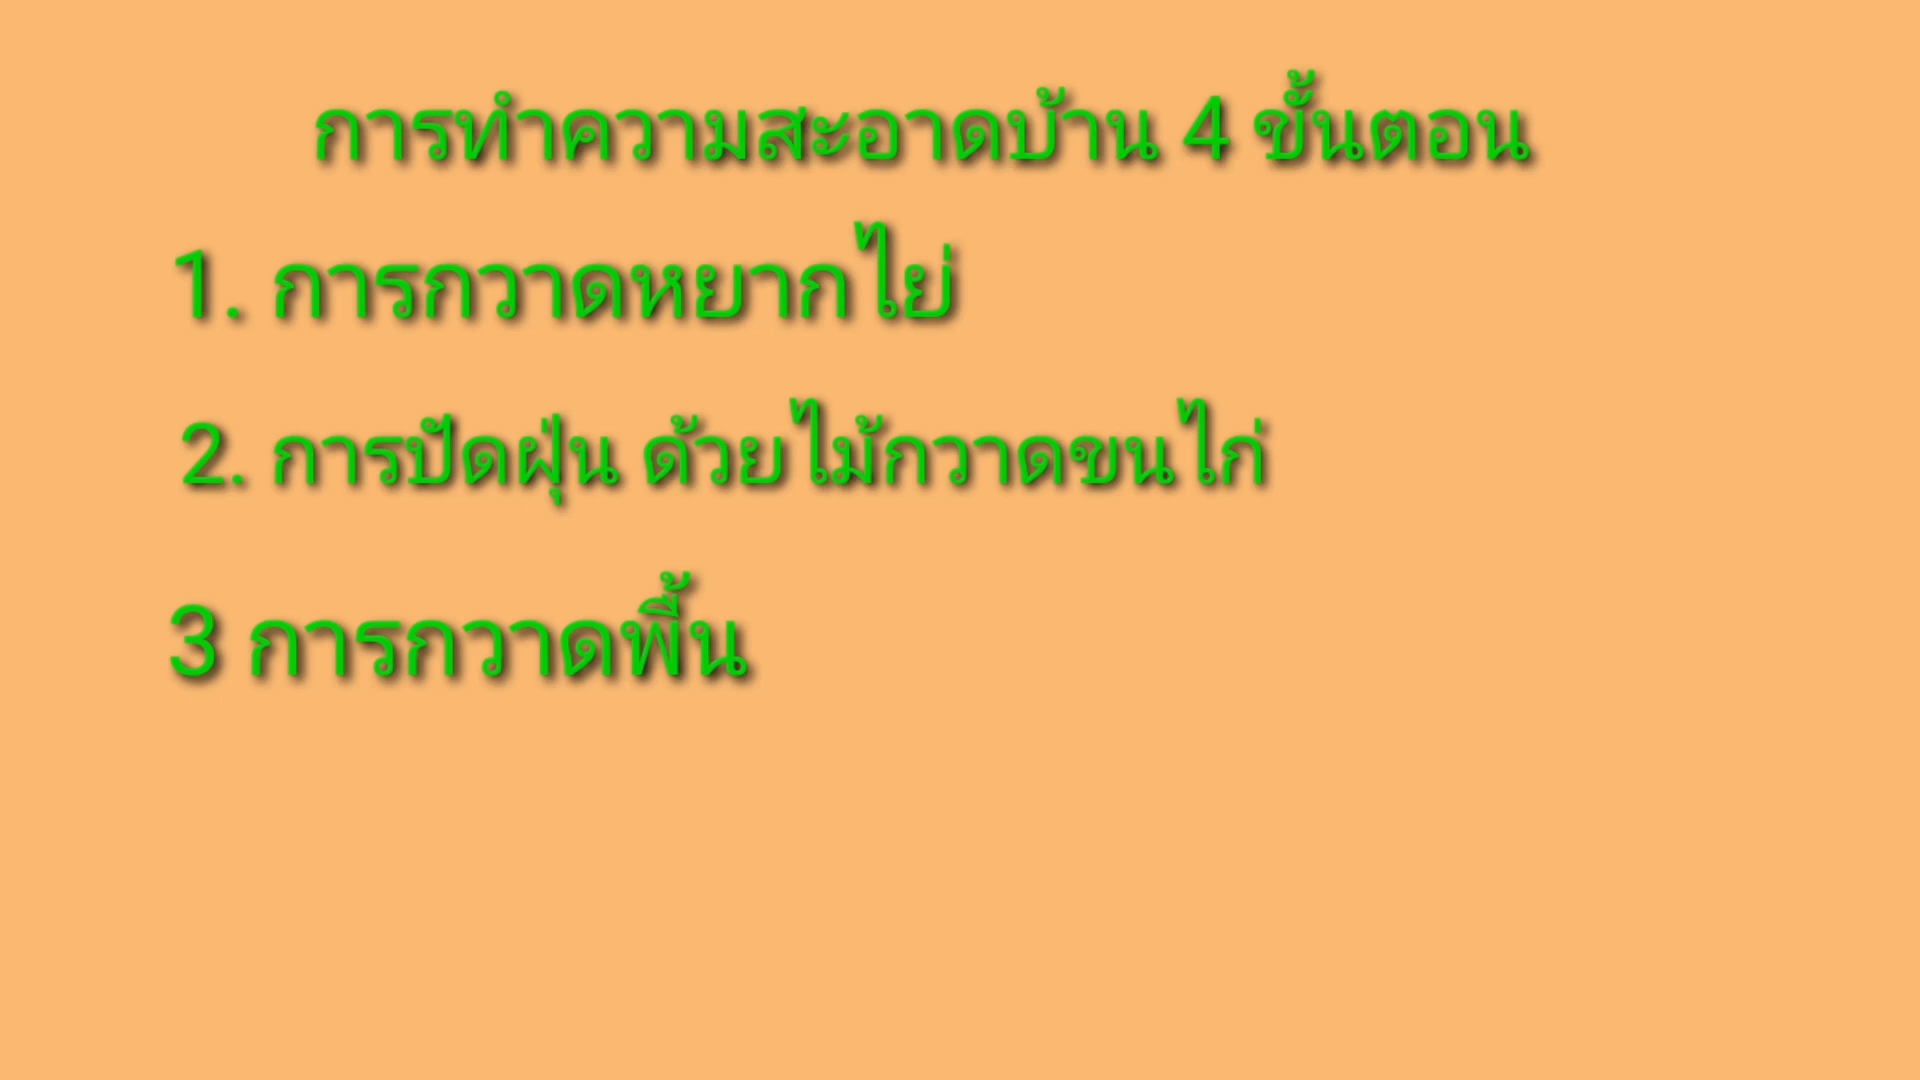 การทำความสะอาดบ้าน 4 ขั้นตอน
1. การกวาดหยากไย่
2. การปัดฝุ่น ด้วยไม้กวาดขนไก่
3 การกวาดพื้น